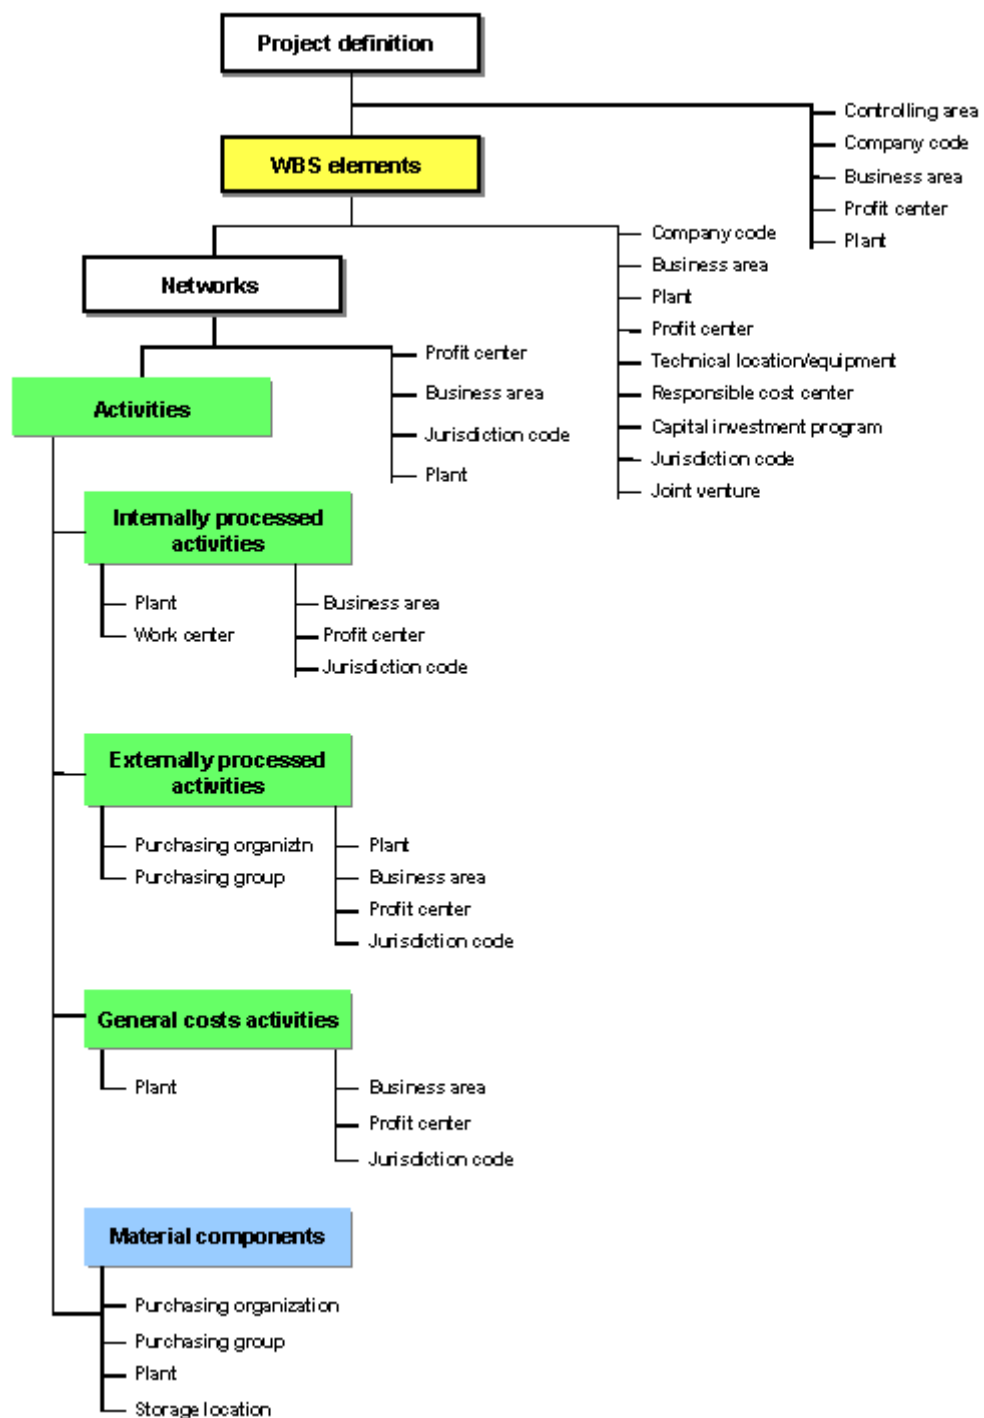 Project definition
Controlling area
Company code
Business area
Profit center
Plant
WBS elements
Company code
Business area
Plant
Profit center
Technical location/equipment
Responsible cost center
Capital investment program
Jurisdiction code
Joint venture
Networks
Profit center
Business area
Jurisdiction code
Plant
Activities
Internally processed
activities
Plant
Work center
Business area
Profit center
Jurisdiction code
Externally processed
activities
Purchasing organiztn
Purchasing group
Plant
Business area
Profit center
Jurisdiction code
General costs activities
Plant
Business area
Profit center
Jurisdiction code
Material components
Purchasing organization
Purchasing group
Plant
Storage location